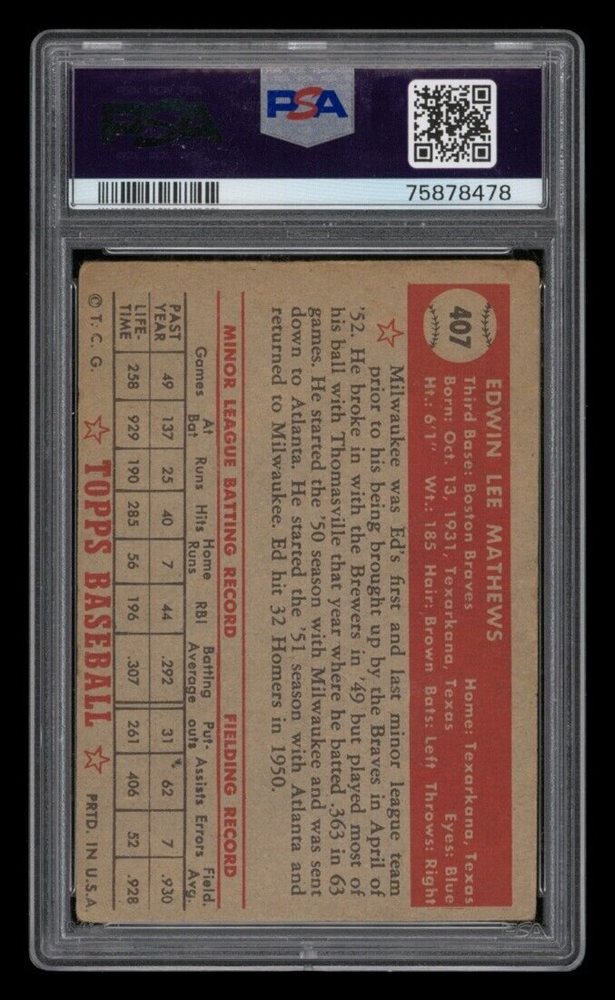 PSA
PSA
75878478
407
EDWIN LEE MATHEWS
Third Base: Boston Braves Home: Texarkana, Texas
Born: Oct. 13, 1931, Texarkana, Texas Eyes: Blue
Ht.: 6'1" Wt.: 185 Hair: Brown Bats: Left Throws: Right
Milwaukee was Ed's first and last minor league team
prior to his being brought up by the Braves in April of
'52. He broke in with the Brewers in '49 but played most of
his ball with Thomasville that year where he batted .363 in 63
games. He started the '50 season with Milwaukee and was sent
down to Atlanta. He started the '51 season with Atlanta and
returned to Milwaukee. Ed hit 32 Homers in 1950.
MINOR LEAGUE BATTING RECORD FIELDING RECORD
Games At Bat Runs Hits Home Runs RBI Batting Average Put-outs Assists Errors Field. Avg.
PAST YEAR 49 137 25 40 7 44 .292 31 62 7 .930
LIFE-TIME 258 929 190 285 56 196 .307 261 406 52 .928
© T. C. G. ☆ TOPPS BASEBALL ☆ PRTD. IN U.S.A.